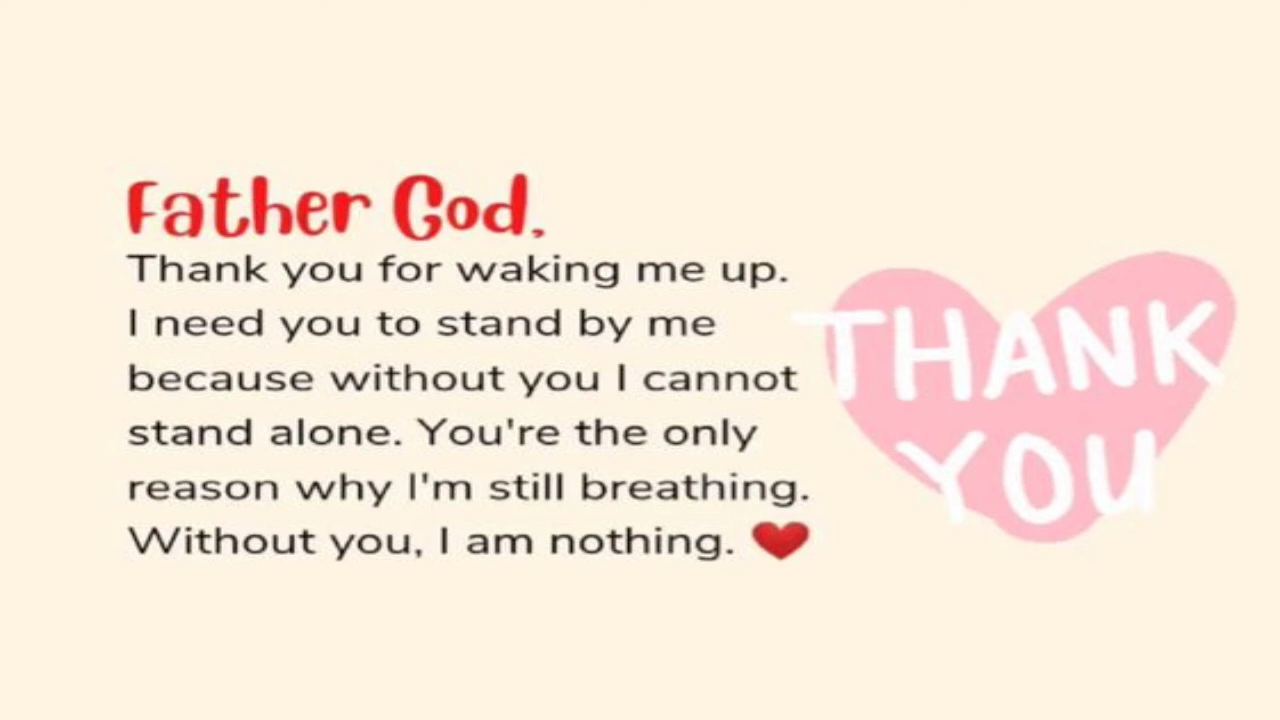 Father God,
Thank you for waking me up.
I need you to stand by me
because without you I cannot
stand alone. You're the only
reason why I'm still breathing.
Without you, I am nothing. ❤️
THANK
YOU